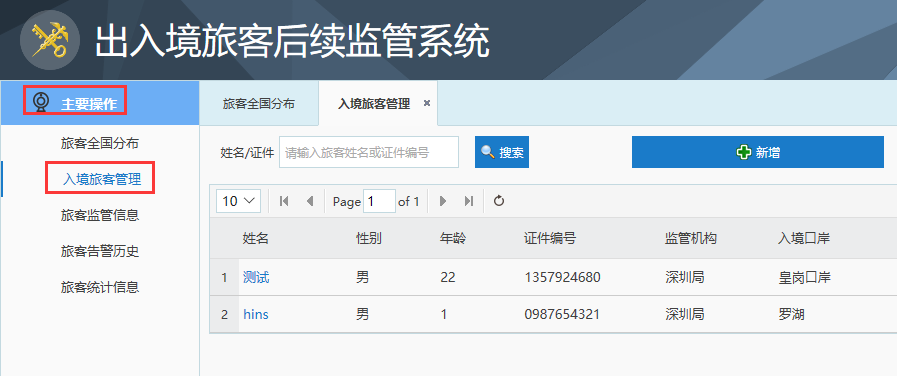 出入境旅客后续监管系统
主要操作
旅客全国分布
入境旅客管理
旅客监管信息
旅客告警历史
旅客统计信息
旅客全国分布 入境旅客管理 ×
姓名/证件 请输入旅客姓名或证件编号 搜索 新增
10 Page 1 of 1
姓名 性别 年龄 证件编号 监管机构 入境口岸
1 测试 男 22 1357924680 深圳局 皇岗口岸
2 hins 男 1 0987654321 深圳局 罗湖